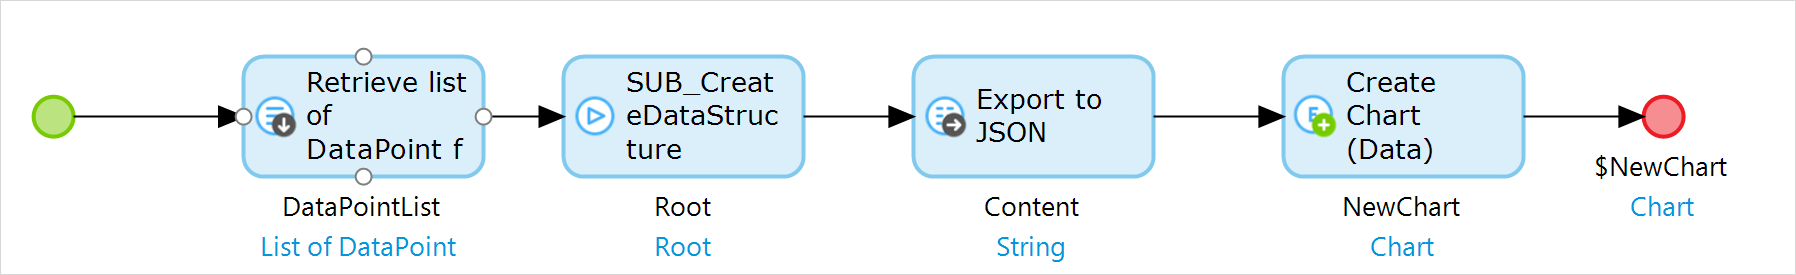 Retrieve list
of
DataPoint f
DataPointList
List of DataPoint
SUB_Creat
eDataStruc
ture
Root
Root
Export to
JSON
Content
String
Create
Chart
(Data)
NewChart
Chart
$NewChart
Chart